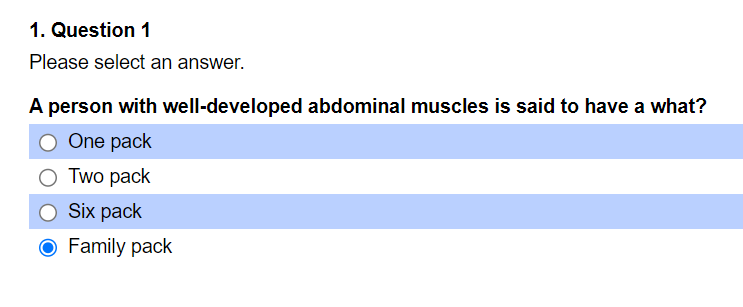 1. Question 1
Please select an answer.
A person with well-developed abdominal muscles is said to have a what?
One pack
Two pack
Six pack
Family pack